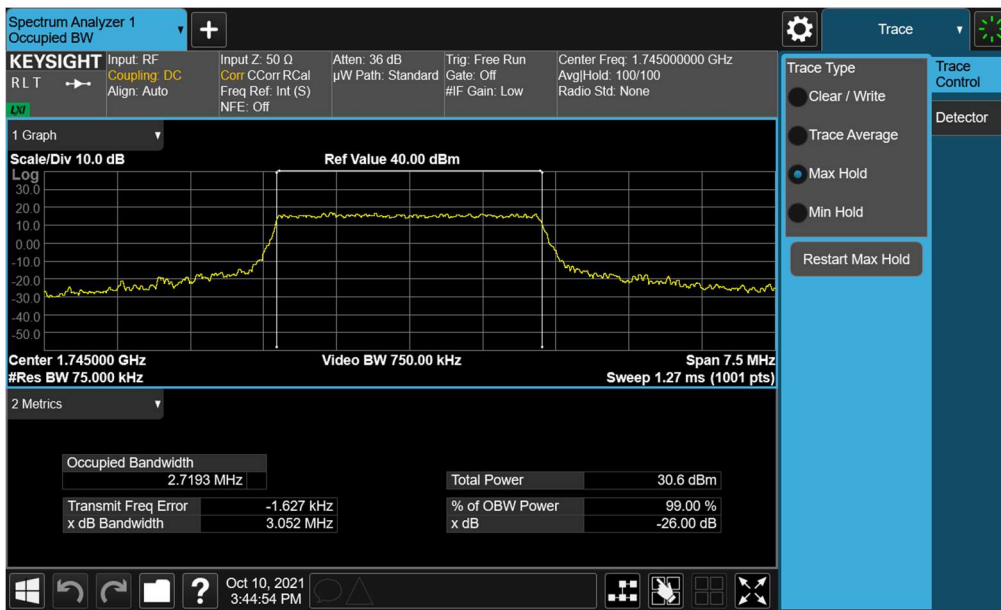 Spectrum Analyzer 1
Occupied BW
Trace
KEYSIGHT
RLT
LXI
Input: RF
Coupling: DC
Align: Auto
Input Z: 50 Ω
Corr CCorr RCal
Freq Ref: Int (S)
NFE: Off
Atten: 36 dB
µW Path: Standard
Trig: Free Run
Gate: Off
#IF Gain: Low
Center Freq: 1.745000000 GHz
Avg|Hold: 100/100
Radio Std: None
Trace Type
Clear / Write
Trace Average
Max Hold
Min Hold
Restart Max Hold
Trace
Control
Detector
1 Graph
Scale/Div 10.0 dB
Ref Value 40.00 dBm
Log
30.0
20.0
10.0
0.00
-10.0
-20.0
-30.0
-40.0
-50.0
Center 1.745000 GHz
Video BW 750.00 kHz
Span 7.5 MHz
#Res BW 75.000 kHz
Sweep 1.27 ms (1001 pts)
2 Metrics
Occupied Bandwidth
2.7193 MHz
Total Power 30.6 dBm
Transmit Freq Error -1.627 kHz
% of OBW Power 99.00 %
x dB Bandwidth 3.052 MHz
x dB -26.00 dB
?
Oct 10, 2021
3:44:54 PM